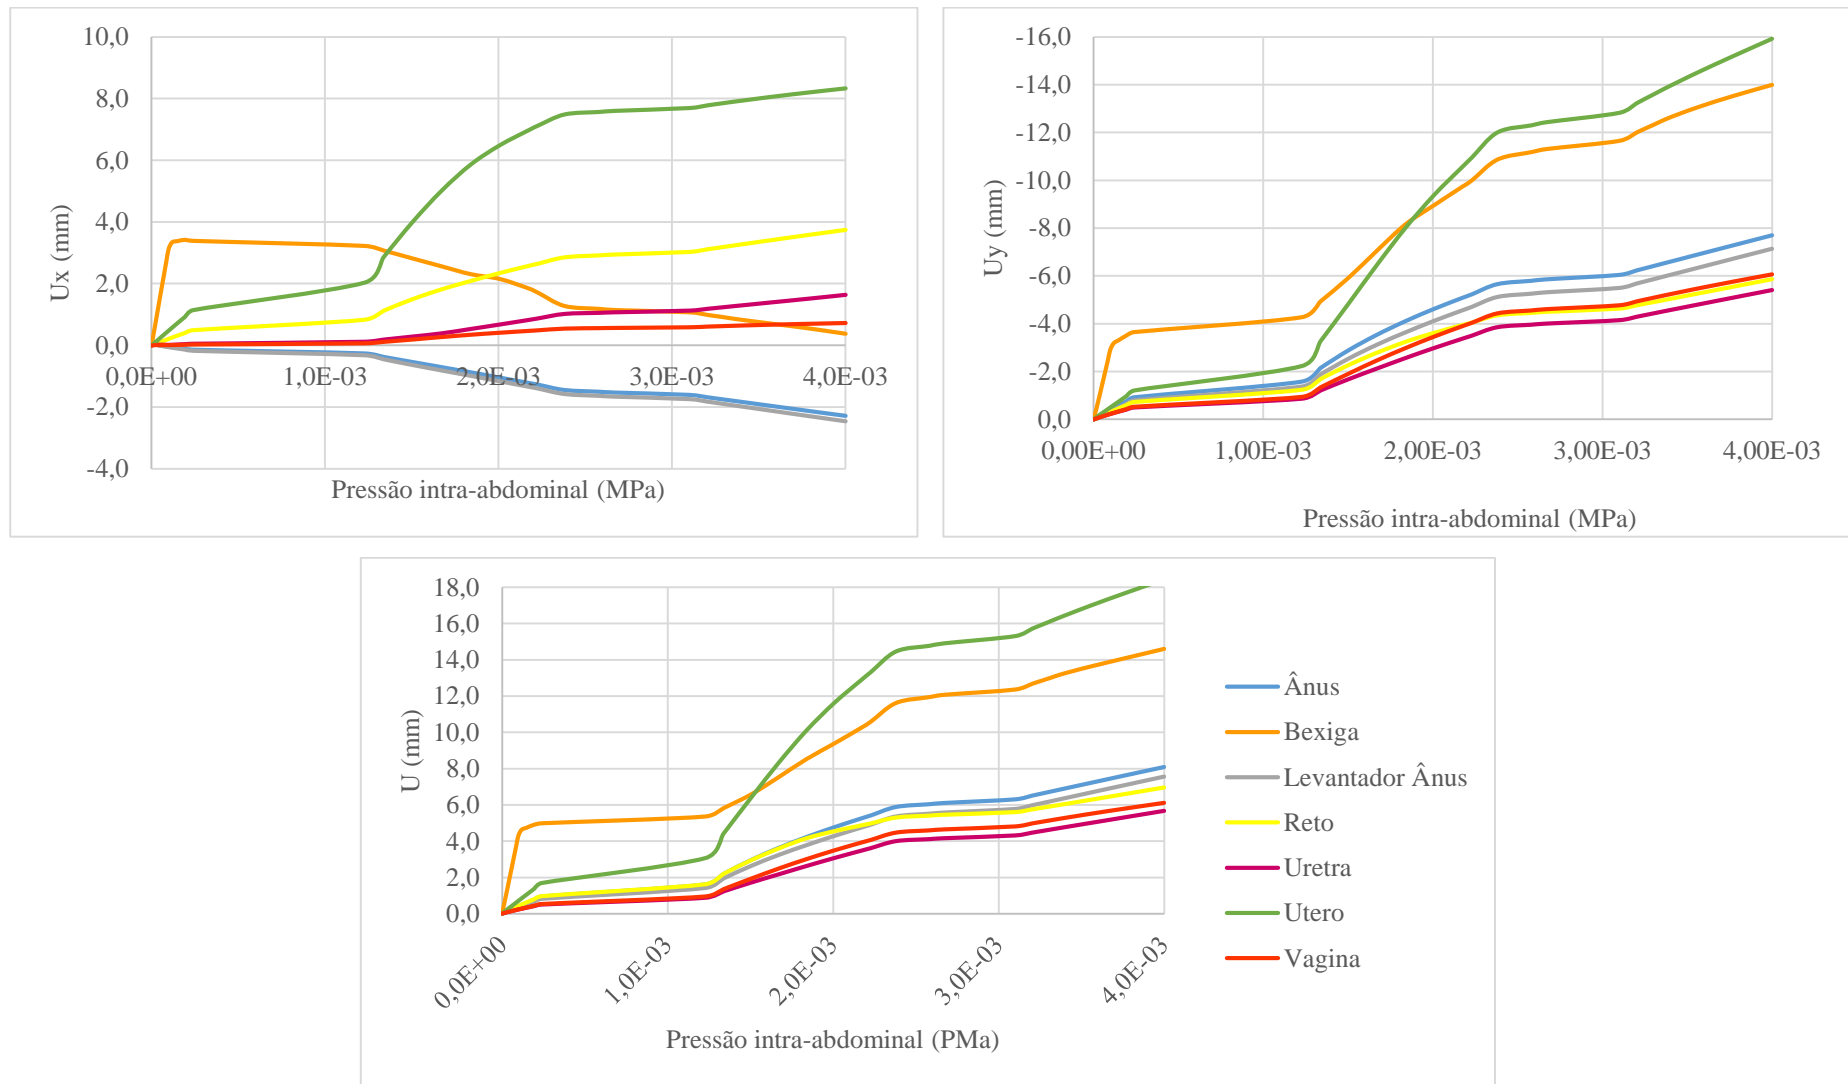 10,0
8,0
6,0
4,0
2,0
0,0
-2,0
-4,0
0,0E+00 1,0E-03 2,0E-03 3,0E-03 4,0E-03
Ux (mm)
Pressão intra-abdominal (MPa)
-16,0
-14,0
-12,0
-10,0
-8,0
-6,0
-4,0
-2,0
0,0
0,00E+00 1,00E-03 2,00E-03 3,00E-03 4,00E-03
Uy (mm)
Pressão intra-abdominal (MPa)
18,0
16,0
14,0
12,0
10,0
8,0
6,0
4,0
2,0
0,0
0,0E+00 1,0E-03 2,0E-03 3,0E-03 4,0E-03
U (mm)
Pressão intra-abdominal (PMa)
Ânus
Bexiga
Levantador Ânus
Reto
Uretra
Utero
Vagina